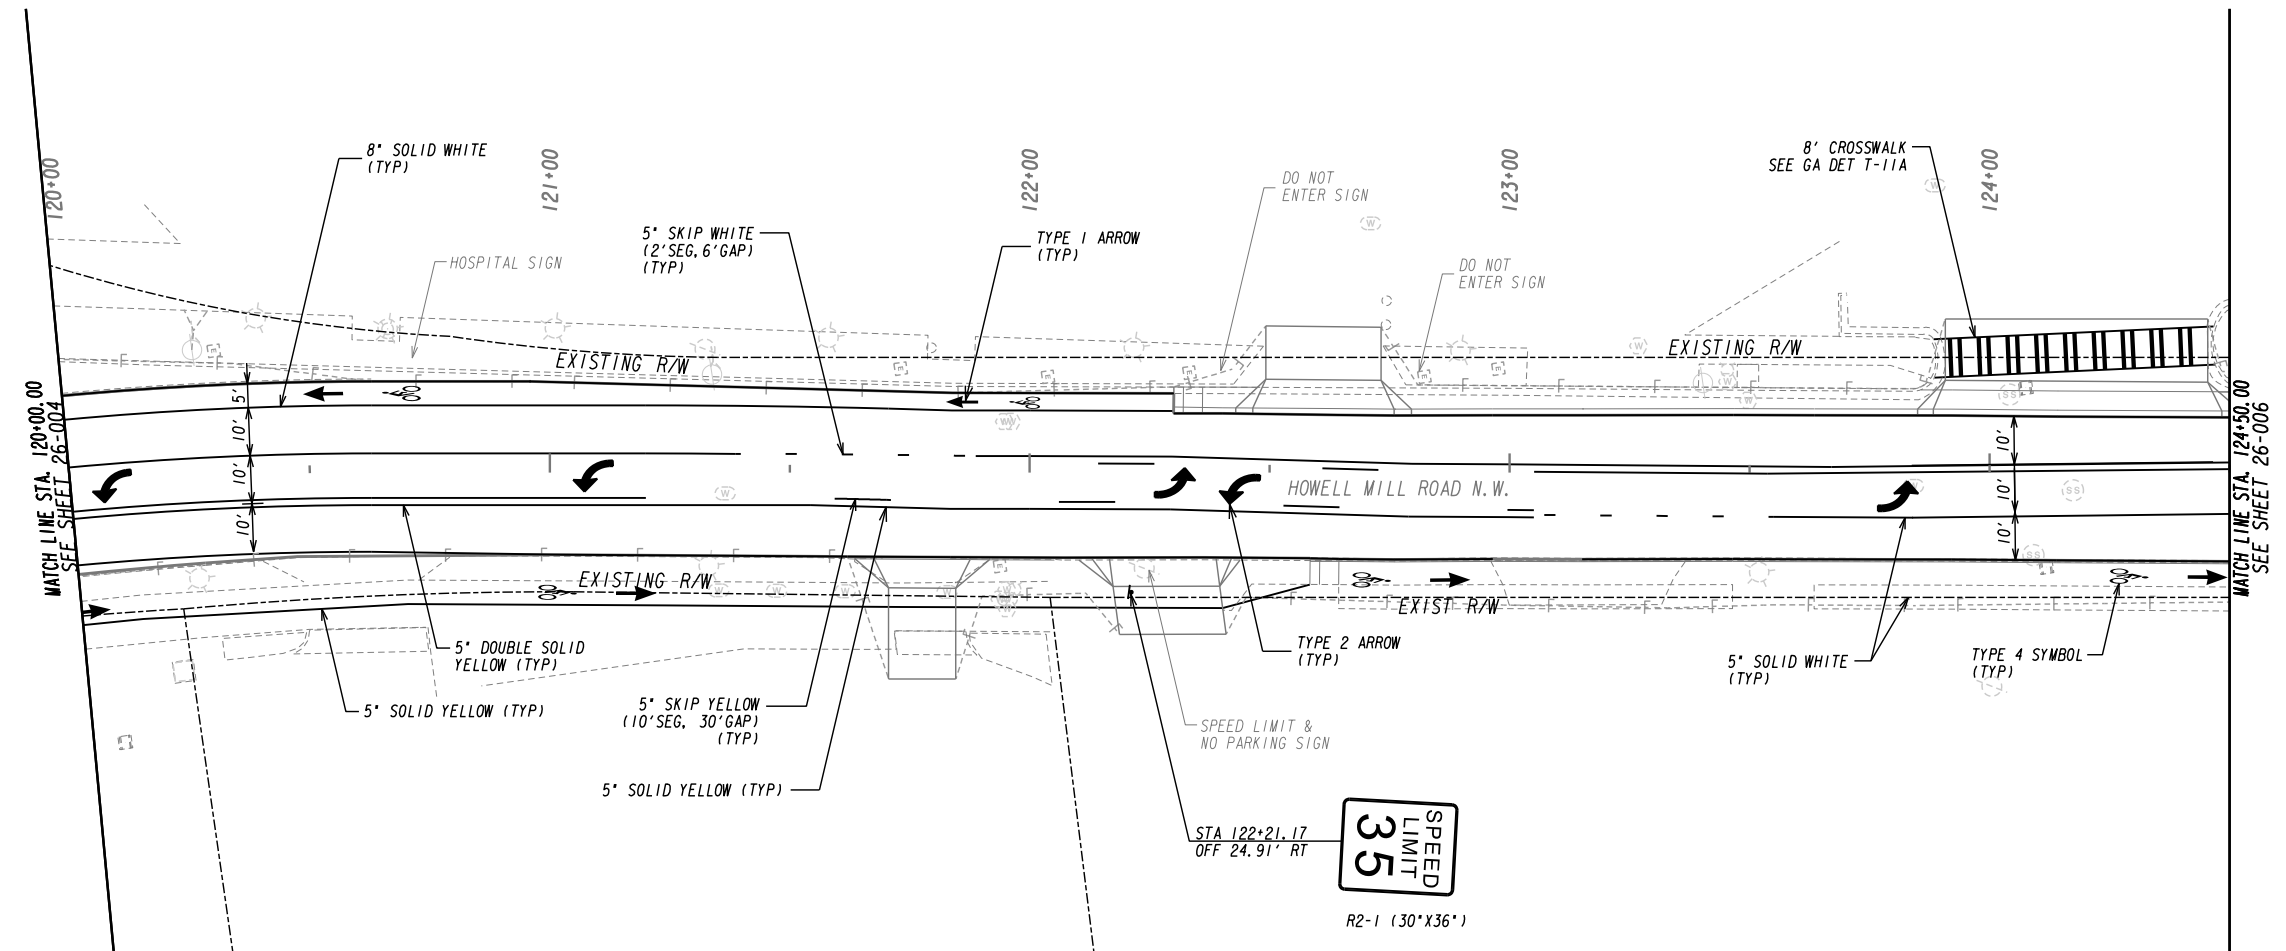 120+00
121+00
122+00
123+00
124+00
8" SOLID WHITE
(TYP)
5" SKIP WHITE
(2'SEG, 6'GAP)
(TYP)
TYPE 1 ARROW
(TYP)
DO NOT
ENTER SIGN
DO NOT
ENTER SIGN
8' CROSSWALK
SEE GA DET T-11A
HOSPITAL SIGN
EXISTING R/W
EXISTING R/W
MATCH LINE STA. 120+00.00
SEE SHEET 26-004
5'
10'
10'
10'
HOWELL MILL ROAD N.W.
10'
10'
10'
MATCH LINE STA. 124+50.00
SEE SHEET 26-006
W
W
W
W
W
W
W
W
W
W
SS
SS
SS
E
E
E
E
E
E
E
EXISTING R/W
EXIST R/W
5" DOUBLE SOLID
YELLOW (TYP)
5" SOLID YELLOW (TYP)
5" SKIP YELLOW
(10'SEG, 30'GAP)
(TYP)
5" SOLID YELLOW (TYP)
TYPE 2 ARROW
(TYP)
SPEED LIMIT &
NO PARKING SIGN
5" SOLID WHITE
(TYP)
TYPE 4 SYMBOL
(TYP)
STA 122+21.17
OFF 24.91' RT
SPEED
LIMIT
35
R2-1 (30"X36")